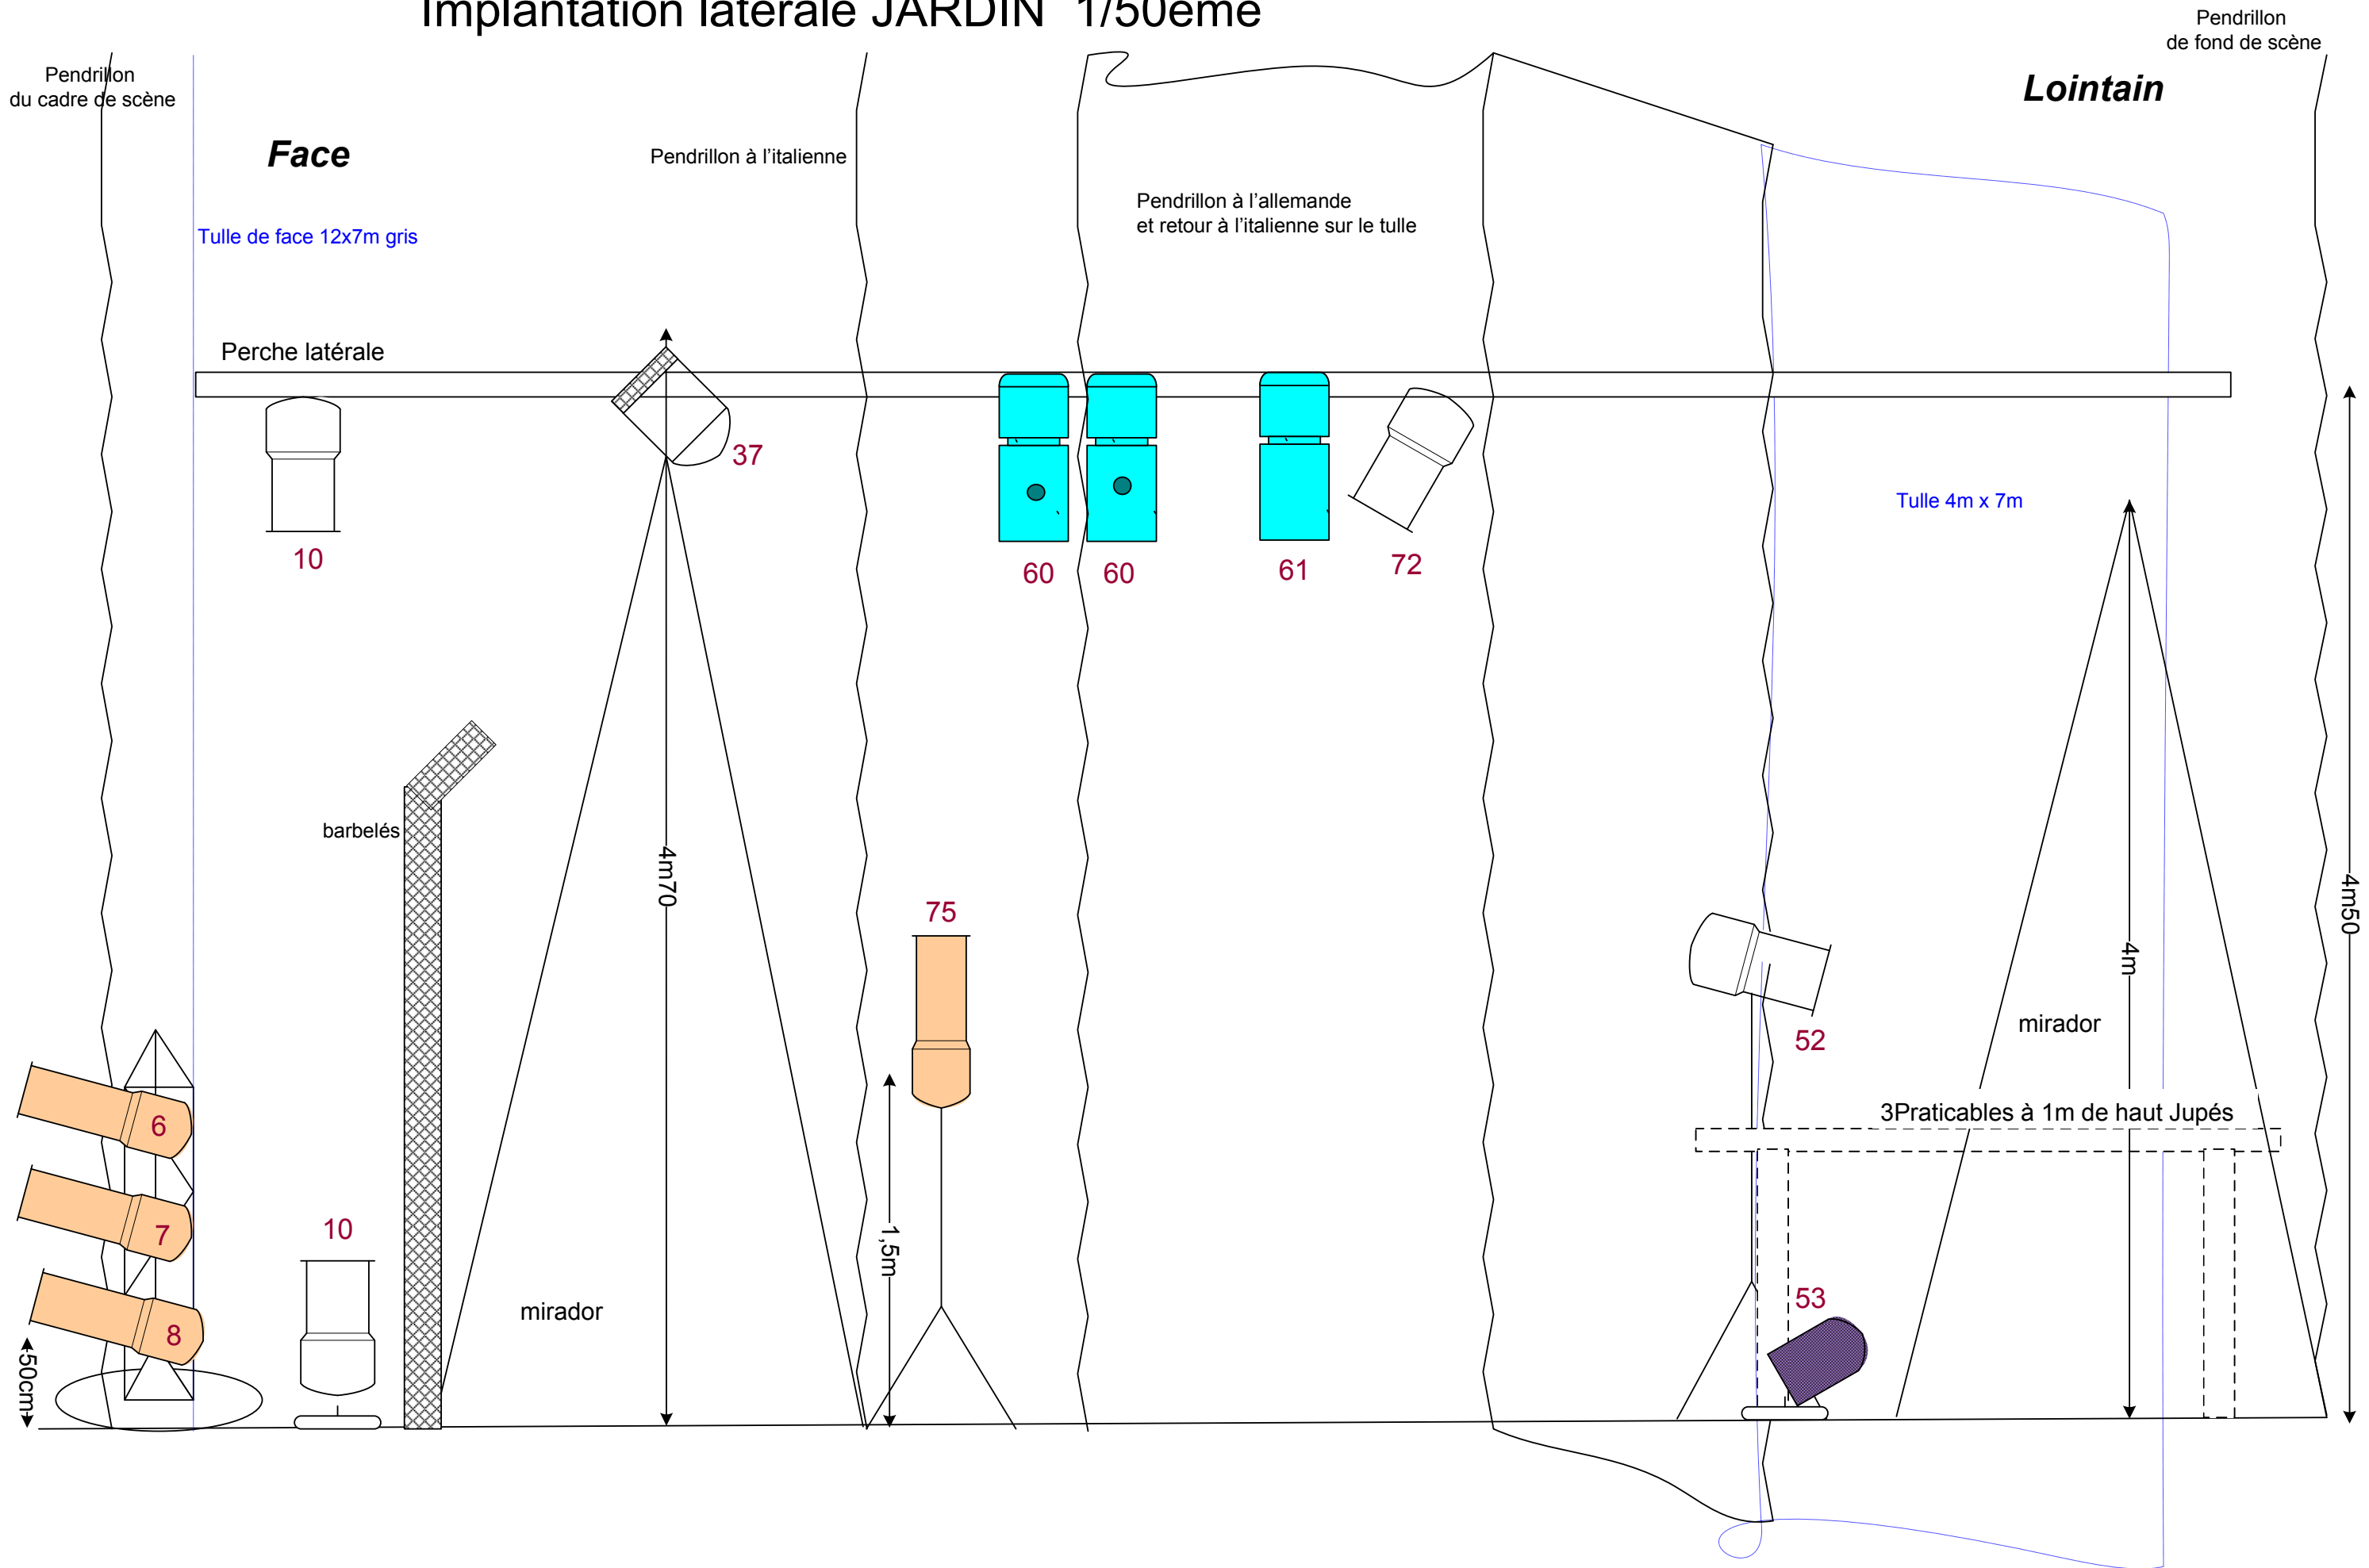 Implantation latérale JARDIN 1/50ème
Pendrillon
de fond de scène
Pendrillon
du cadre de scène
Lointain
Face
Pendrillon à l'italienne
Pendrillon à l'allemande
et retour à l'italienne sur le tulle
Tulle de face 12x7m gris
Perche latérale
37
10
60
60
61
72
Tulle 4m x 7m
barbelés
4m70
75
4m50
4m
52
mirador
6
3Praticables à 1m de haut Jupés
7
10
1,5m
8
mirador
53
50cm